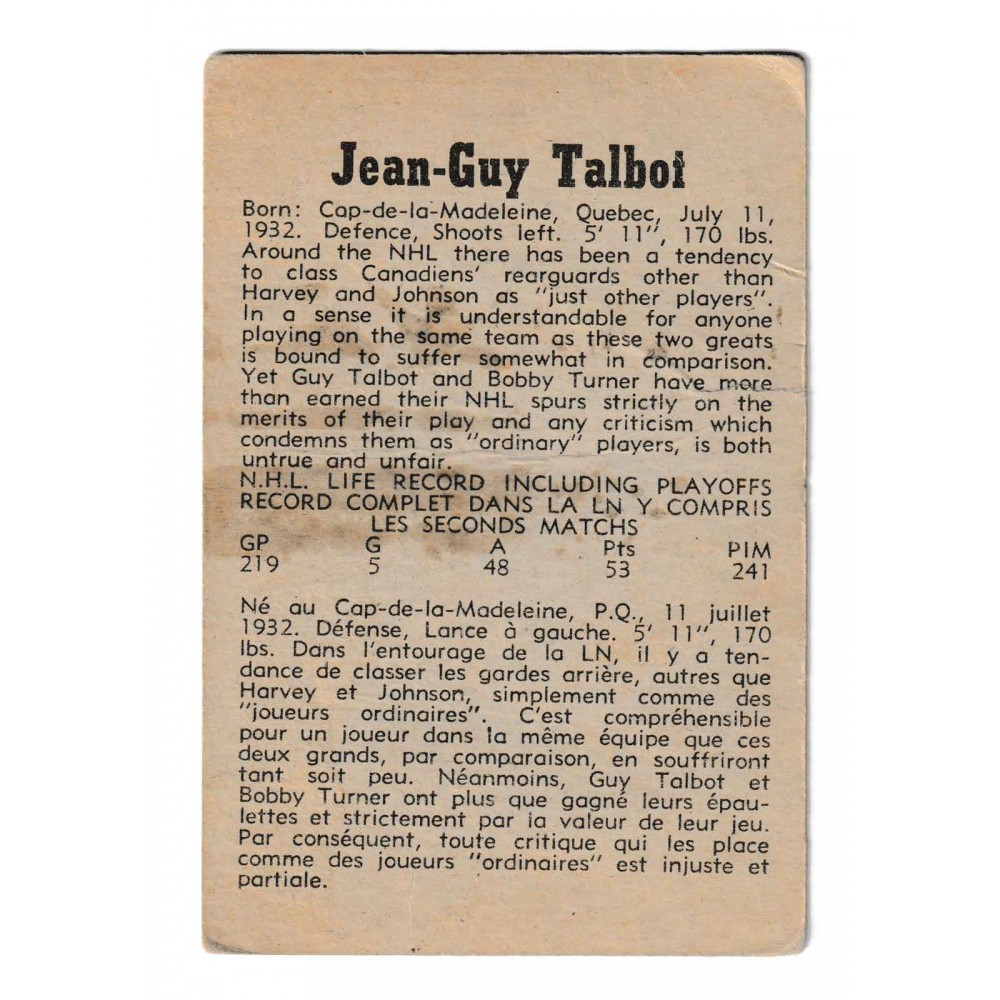 Jean-Guy Talbot
Born: Cap-de-la-Madeleine, Quebec, July 11,
1932. Defence, Shoots left. 5' 11", 170 lbs.
Around the NHL there has been a tendency
to class Canadiens' rearguards other than
Harvey and Johnson as "just other players".
In a sense it is understandable for anyone
playing on the same team as these two greats
is bound to suffer somewhat in comparison.
Yet Guy Talbot and Bobby Turner have more
than earned their NHL spurs strictly on the
merits of their play and any criticism which
condemns them as "ordinary" players, is both
untrue and unfair.
N.H.L. LIFE RECORD INCLUDING PLAYOFFS
RECORD COMPLET DANS LA LN Y COMPRIS
LES SECONDS MATCHS
GP G A Pts PIM
219 5 48 53 241
Né au Cap-de-la-Madeleine, P.Q., 11 juillet
1932. Défense, Lance à gauche. 5' 11", 170
lbs. Dans l'entourage de la LN, il y a ten-
dance de classer les gardes arrière, autres que
Harvey et Johnson, simplement comme des
"joueurs ordinaires". C'est compréhensible
pour un joueur dans la même équipe que ces
deux grands, par comparaison, en souffriront
tant soit peu. Néanmoins, Guy Talbot et
Bobby Turner ont plus que gagné leurs épau-
lettes et strictement par la valeur de leur jeu.
Par conséquent, toute critique qui les place
comme des joueurs "ordinaires" est injuste et
partiale.